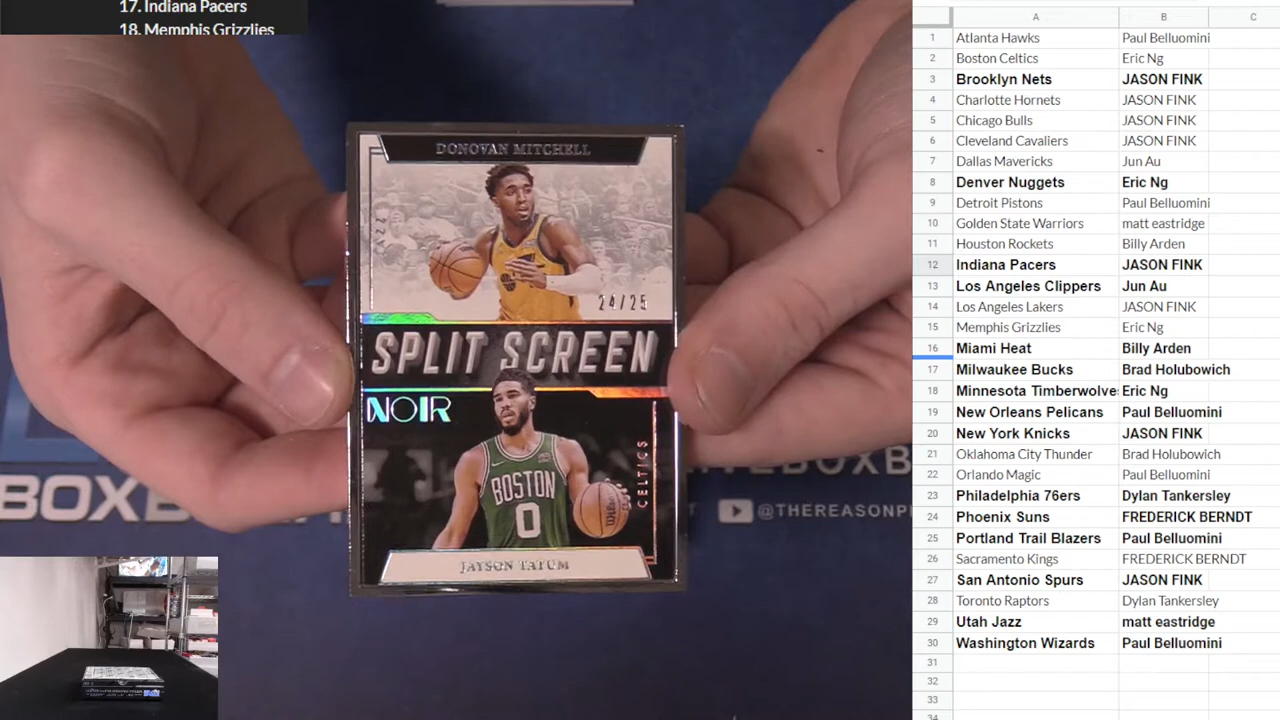 17. Indiana Pacers
18. Memphis Grizzlies
DONOVAN MITCHELL
24/25
SPLIT SCREEN
NOIR
CELTICS
BOSTON
0
JAYSON TATUM
BOXB
@THEREASONP
A B C
1 Atlanta Hawks Paul Belluomini
2 Boston Celtics Eric Ng
3 Brooklyn Nets JASON FINK
4 Charlotte Hornets JASON FINK
5 Chicago Bulls JASON FINK
6 Cleveland Cavaliers JASON FINK
7 Dallas Mavericks Jun Au
8 Denver Nuggets Eric Ng
9 Detroit Pistons Paul Belluomini
10 Golden State Warriors matt eastridge
11 Houston Rockets Billy Arden
12 Indiana Pacers JASON FINK
13 Los Angeles Clippers Jun Au
14 Los Angeles Lakers JASON FINK
15 Memphis Grizzlies Eric Ng
16 Miami Heat Billy Arden
17 Milwaukee Bucks Brad Holubowich
18 Minnesota Timberwolve Eric Ng
19 New Orleans Pelicans Paul Belluomini
20 New York Knicks JASON FINK
21 Oklahoma City Thunder Brad Holubowich
22 Orlando Magic Paul Belluomini
23 Philadelphia 76ers Dylan Tankersley
24 Phoenix Suns FREDERICK BERNDT
25 Portland Trail Blazers Paul Belluomini
26 Sacramento Kings FREDERICK BERNDT
27 San Antonio Spurs JASON FINK
28 Toronto Raptors Dylan Tankersley
29 Utah Jazz matt eastridge
30 Washington Wizards Paul Belluomini
31
32
33
34